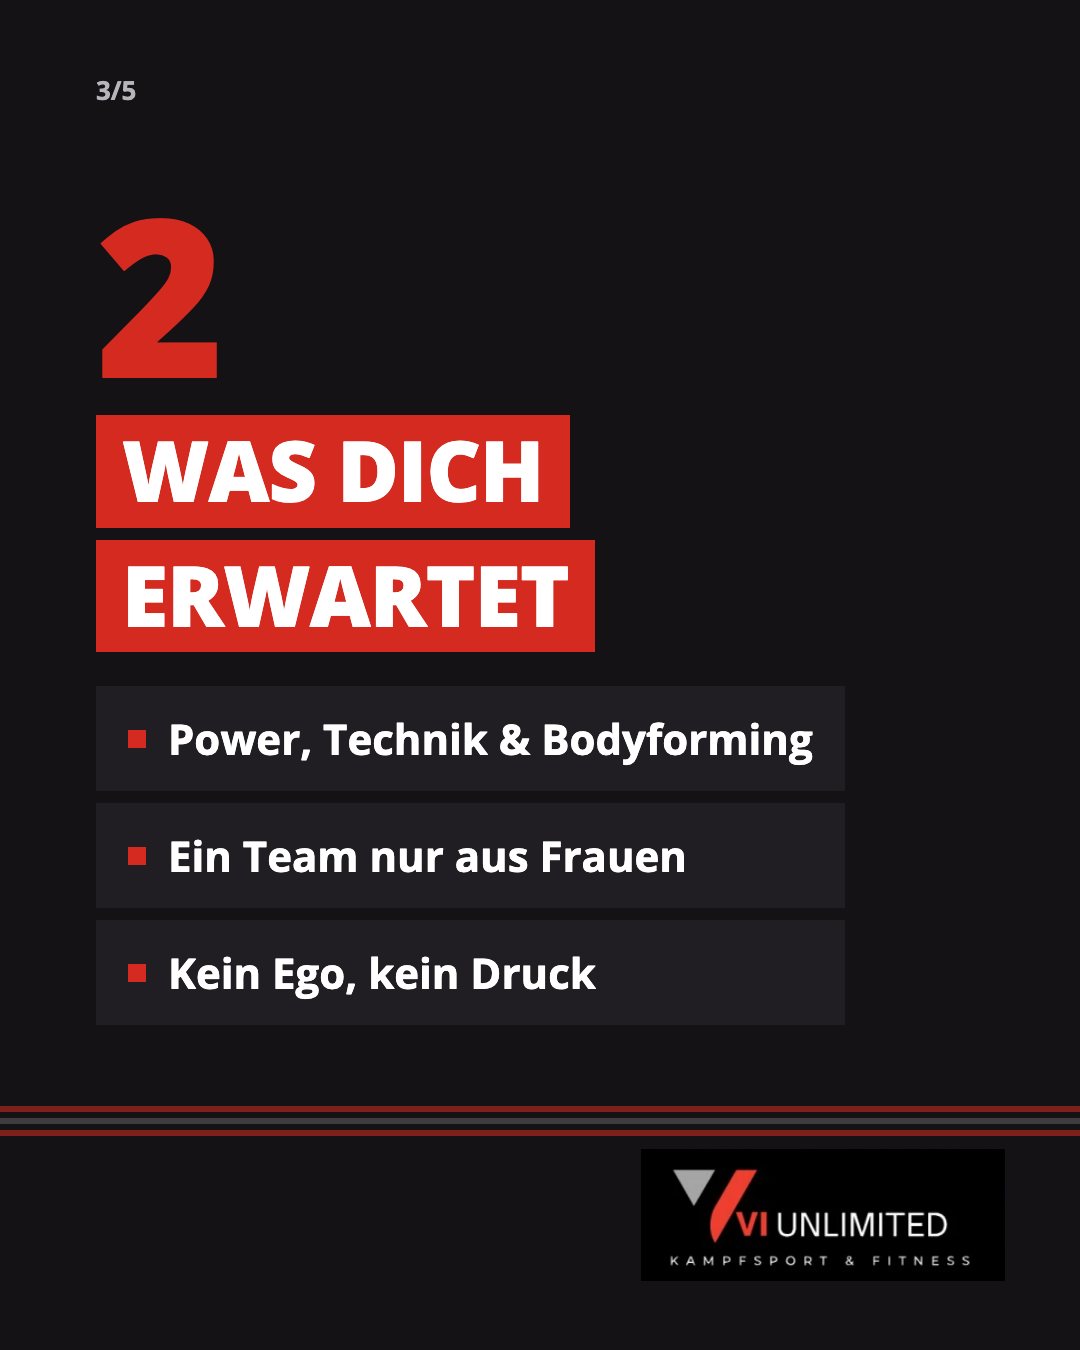 3/5
2
WAS DICH
ERWARTET
Power, Technik & Bodyforming
Ein Team nur aus Frauen
Kein Ego, kein Druck
VI UNLIMITED
KAMPFSPORT & FITNESS